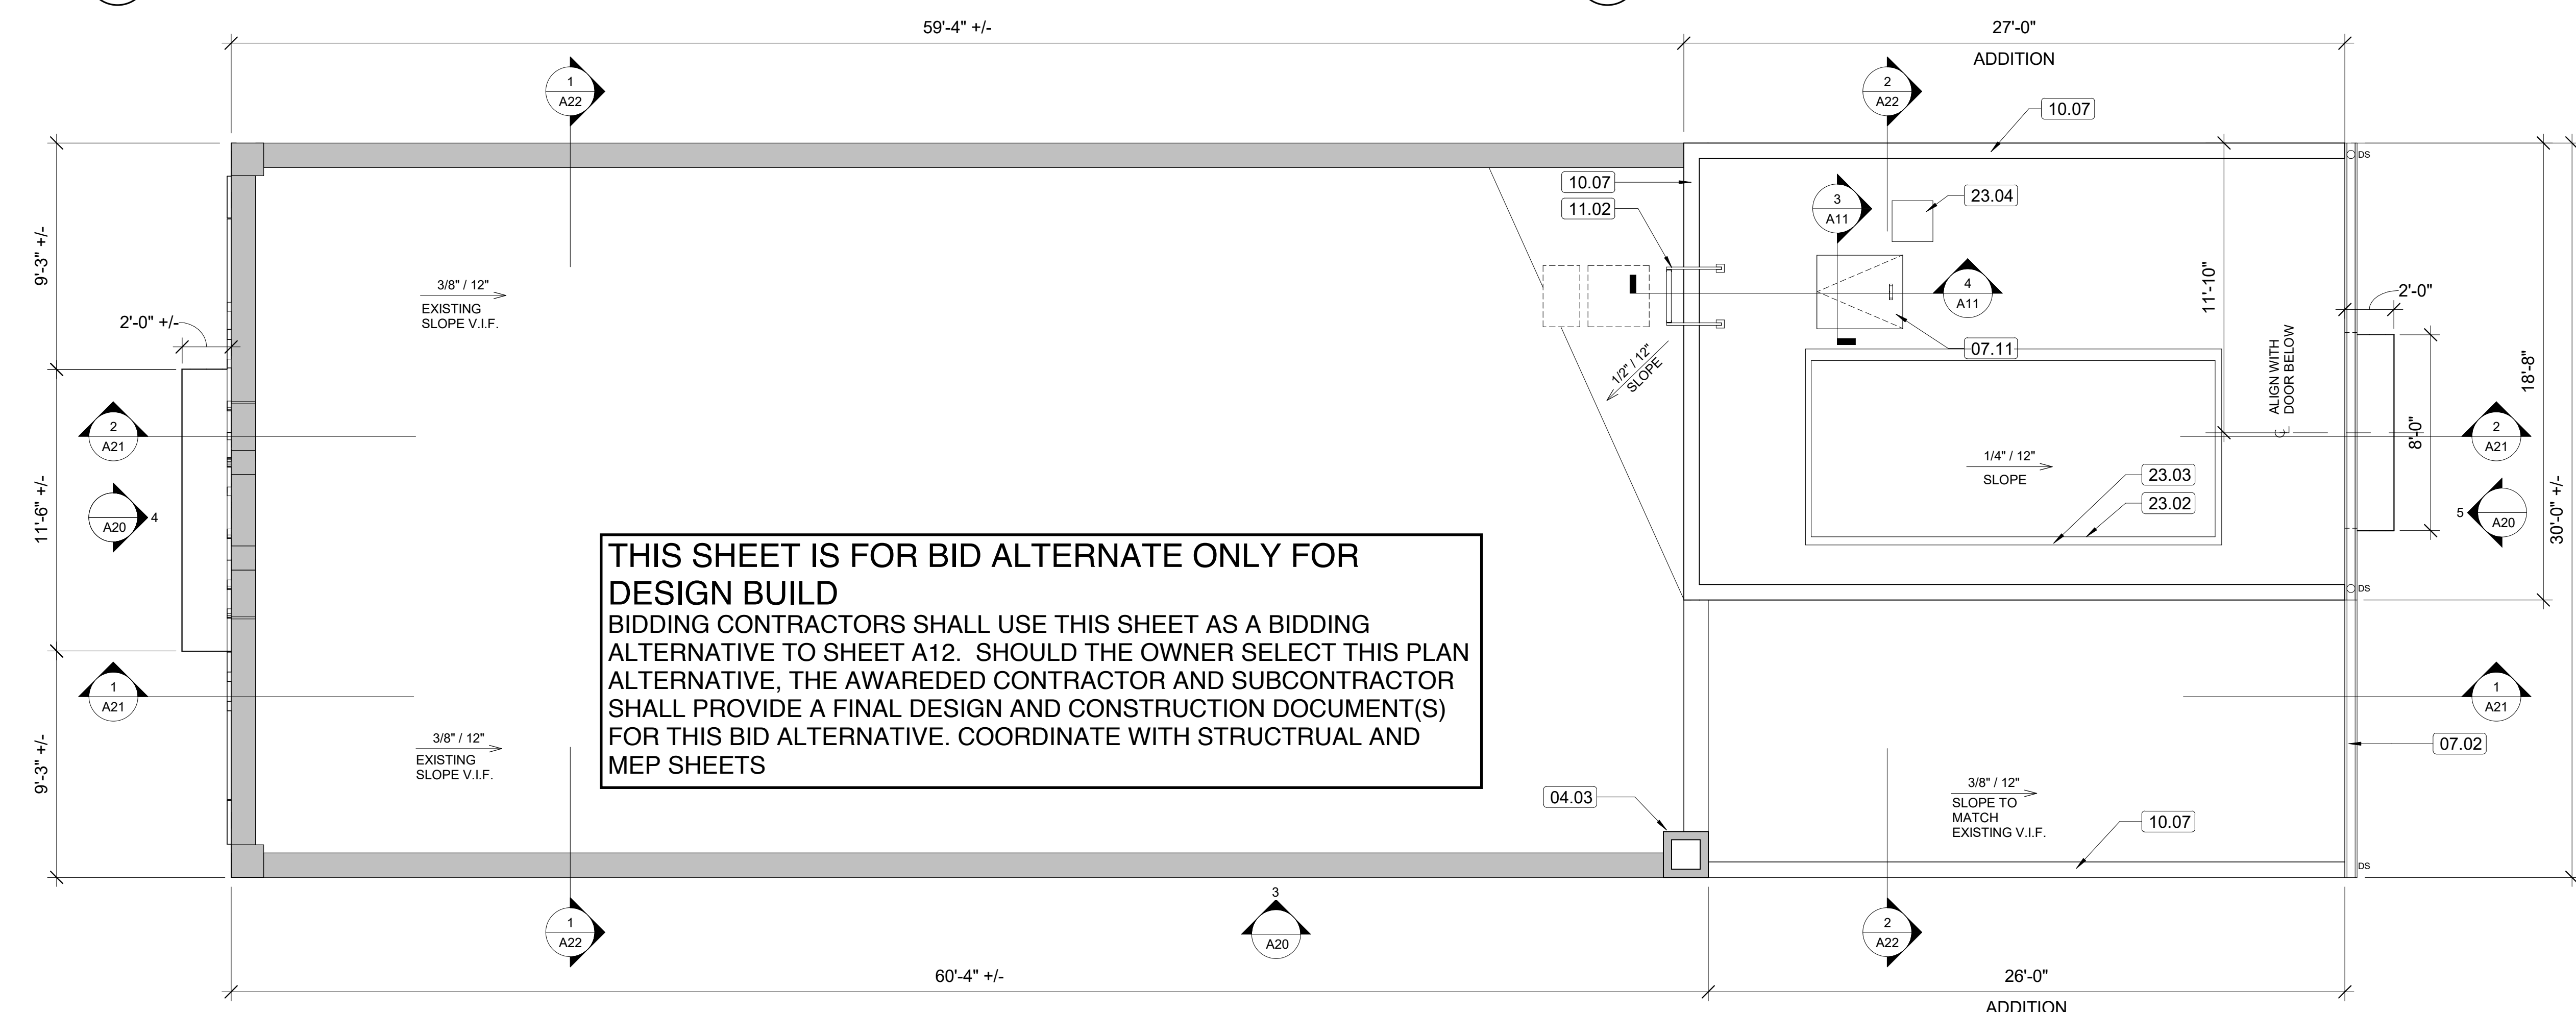 59'-4" +/-
27'-0"
ADDITION
1
A22
2
A22
10.07
DS
10.07
11.02
3
A11
23.04
9'-3" +/-
3/8" / 12"
EXISTING
SLOPE V.I.F.
4
A11
11'-10"
2'-0"
2'-0" +/-
07.11
1/2" / 12"
SLOPE
ALIGN WITH
DOOR BELOW
18'-8"
8'-0"
2
A21
2
A21
11'-6" +/-
1/4" / 12"
SLOPE
23.03
23.02
A20
4
5
A20
30'-0" +/-
THIS SHEET IS FOR BID ALTERNATE ONLY FOR
DESIGN BUILD
BIDDING CONTRACTORS SHALL USE THIS SHEET AS A BIDDING
ALTERNATIVE TO SHEET A12.  SHOULD THE OWNER SELECT THIS PLAN
ALTERNATIVE, THE AWAREDED CONTRACTOR AND SUBCONTRACTOR
SHALL PROVIDE A FINAL DESIGN AND CONSTRUCTION DOCUMENT(S)
FOR THIS BID ALTERNATIVE. COORDINATE WITH STRUCTRUAL AND
MEP SHEETS
DS
1
A21
1
A21
9'-3" +/-
3/8" / 12"
EXISTING
SLOPE V.I.F.
07.02
04.03
3/8" / 12"
SLOPE TO
MATCH
EXISTING V.I.F.
10.07
DS
3
A20
1
A22
2
A22
60'-4" +/-
26'-0"
ADDITION